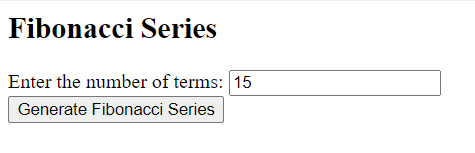 Fibonacci Series
Enter the number of terms: 15
Generate Fibonacci Series